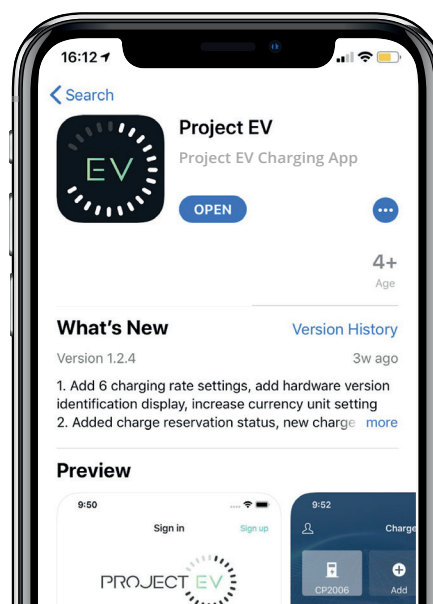 16:12
Search
EV
Project EV
Project EV Charging App
OPEN
4+
Age
What's New
Version History
Version 1.2.4
3w ago
1. Add 6 charging rate settings, add hardware version
identification display, increase currency unit setting
2. Added charge reservation status, new charge more
Preview
9:50
Sign in
Sign up
PROJECT EV
9:52
Charge
CP2006
Add